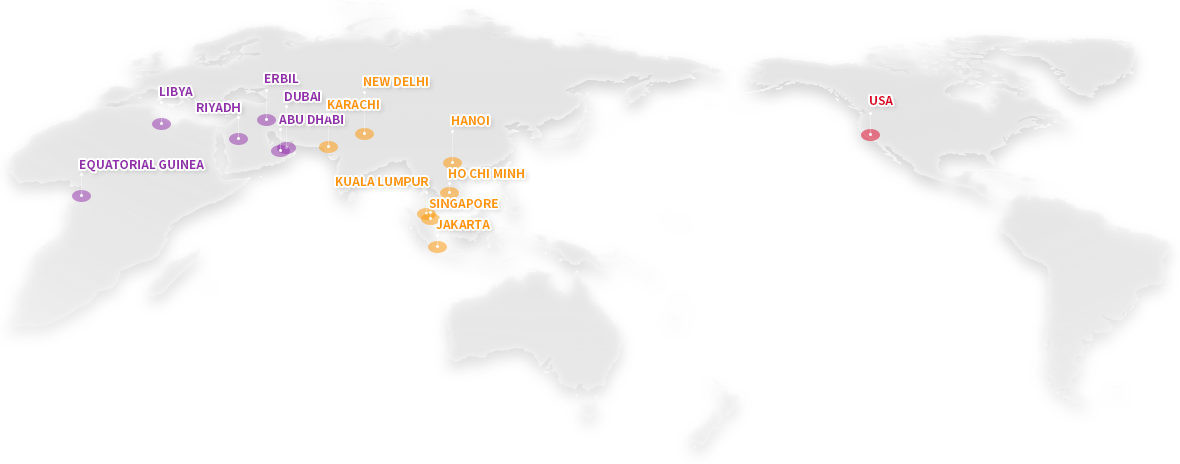 ERBIL
NEW DELHI
LIBYA
DUBAI
USA
RIYADH
KARACHI
ABU DHABI
HANOI
EQUATORIAL GUINEA
HO CHI MINH
KUALA LUMPUR
SINGAPORE
JAKARTA